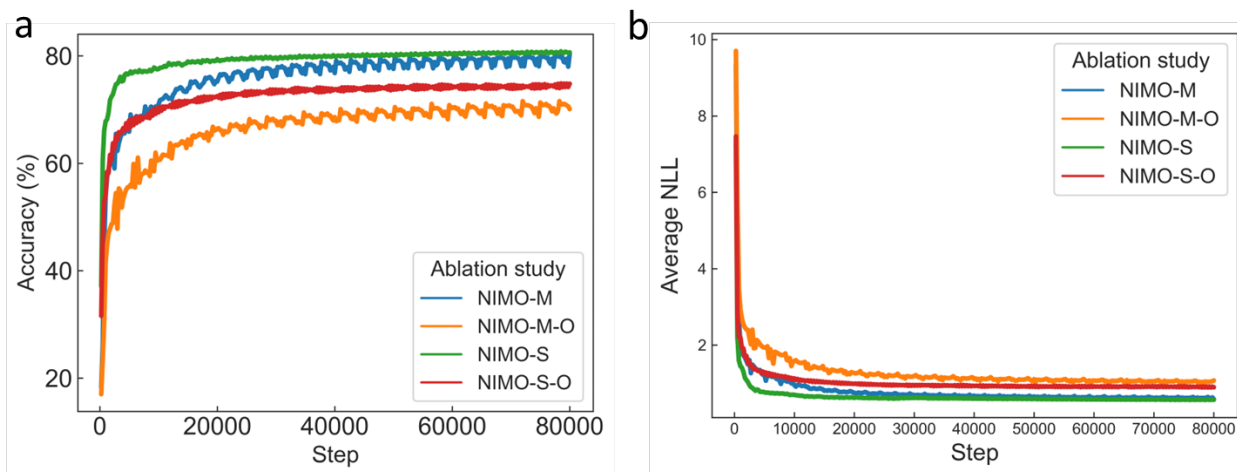 a
Accuracy (%)
80
60
40
20
0
20000
40000
60000
80000
Step
Ablation study
NIMO-M
NIMO-M-O
NIMO-S
NIMO-S-O
b
Average NLL
10
8
6
4
2
0
10000
20000
30000
40000
50000
60000
70000
80000
Step
Ablation study
NIMO-M
NIMO-M-O
NIMO-S
NIMO-S-O